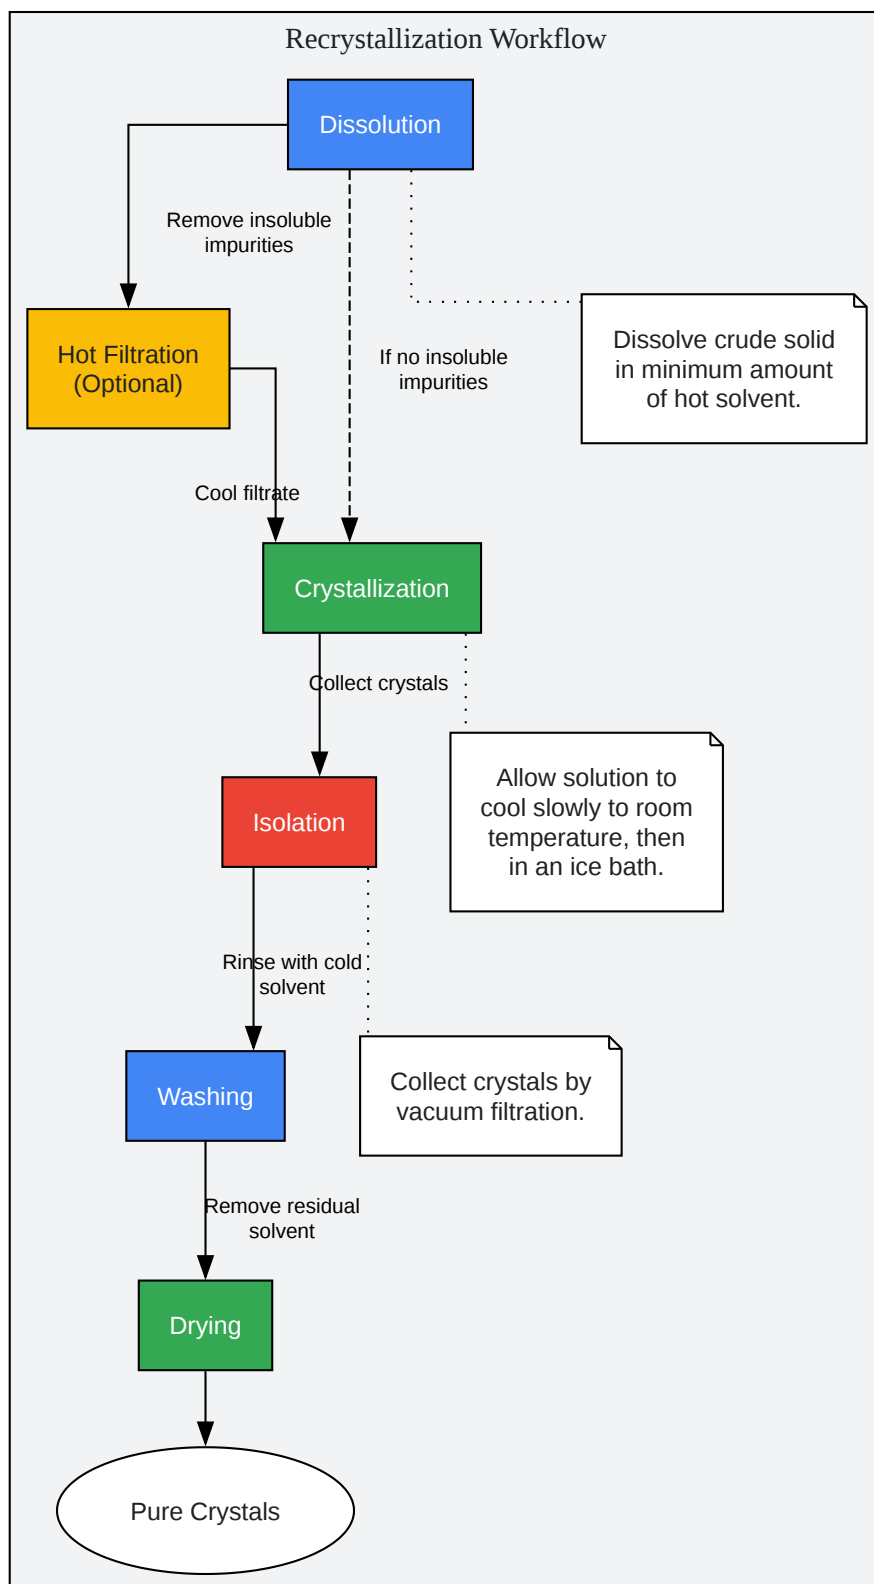 Recrystallization Workflow
Dissolution
Remove insoluble
impurities
If no insoluble
impurities
Dissolve crude solid
in minimum amount
of hot solvent.
Hot Filtration
(Optional)
Cool filtrate
Crystallization
Collect crystals
Allow solution to
cool slowly to room
temperature, then
in an ice bath.
Isolation
Rinse with cold
solvent
Collect crystals by
vacuum filtration.
Washing
Remove residual
solvent
Drying
Pure Crystals